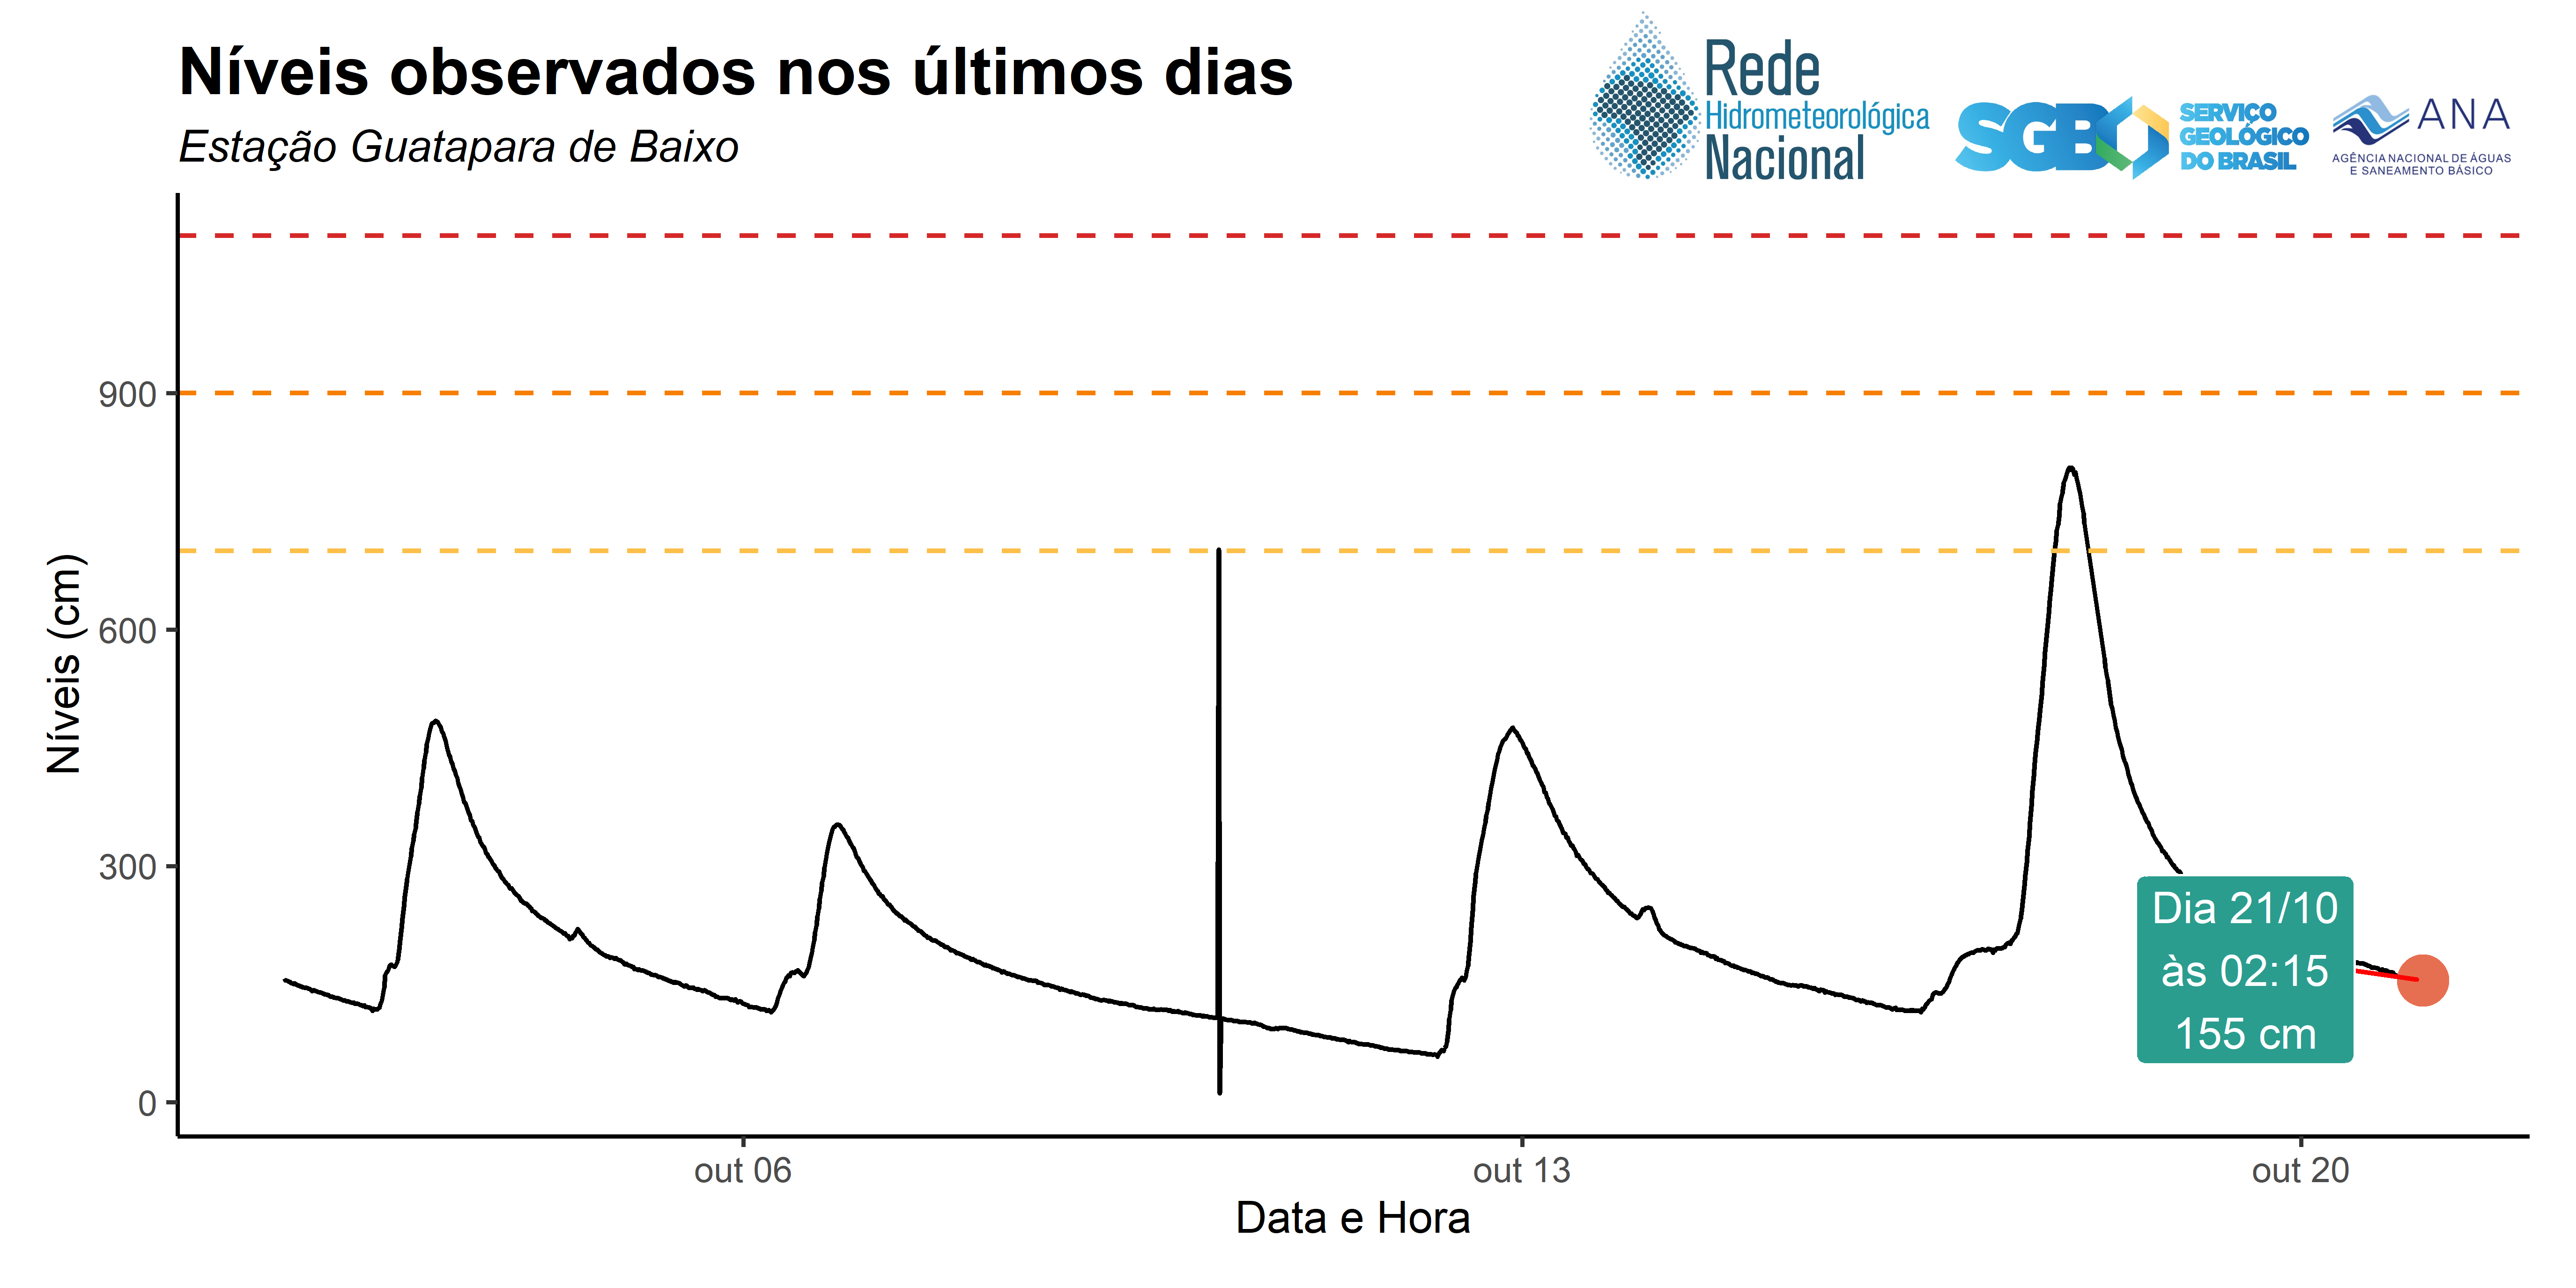 Níveis observados nos últimos dias
Estação Guatapara de Baixo
Rede
Hidrometeorológica
Nacional
SGB
SERVIÇO
GEOLÓGICO
DO BRASIL
ANA
AGÊNCIA NACIONAL DE ÁGUAS
E SANEAMENTO BÁSICO
Níveis (cm)
900
600
300
0
Dia 21/10
às 02:15
155 cm
out 06
out 13
out 20
Data e Hora